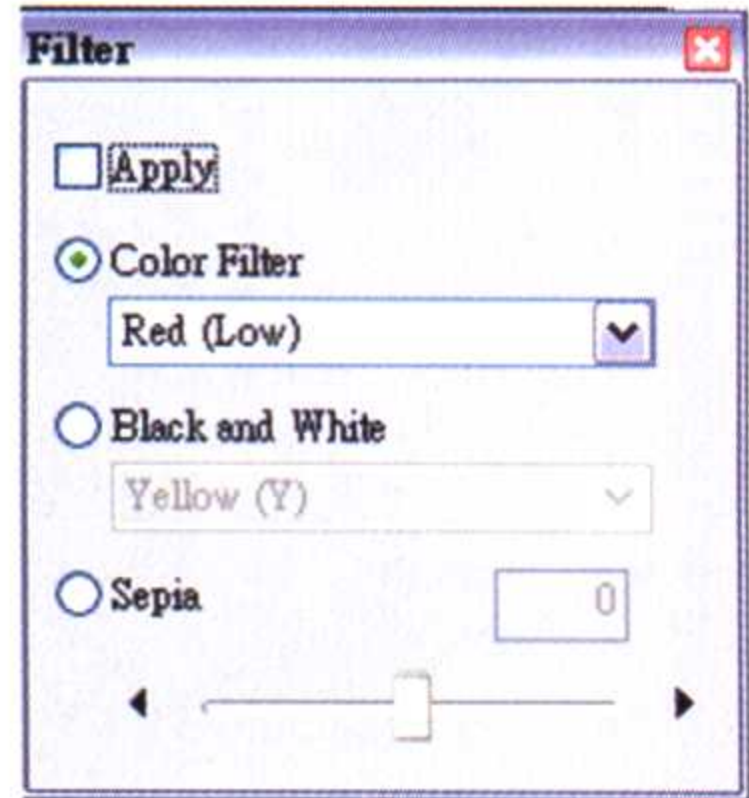 Filter
Apply
Color Filter
Red (Low)
Black and White
Yellow (Y)
Sepia 0